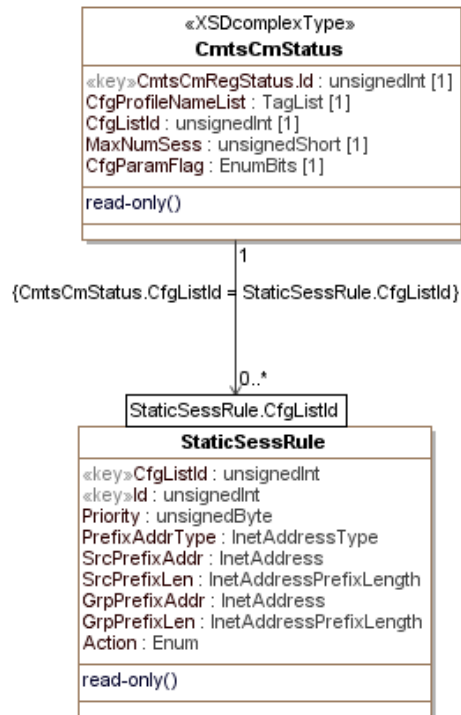 «XSDcomplexType»
CmtsCmStatus
«key»CmtsCmRegStatus.Id : unsignedInt [1]
CfgProfileNameList : TagList [1]
CfgListId : unsignedInt [1]
MaxNumSess : unsignedShort [1]
CfgParamFlag : EnumBits [1]
read-only()
1
{CmtsCmStatus.CfgListId = StaticSessRule.CfgListId}
0..*
StaticSessRule.CfgListId
StaticSessRule
«key»CfgListId : unsignedInt
«key»Id : unsignedInt
Priority : unsignedByte
PrefixAddrType : InetAddressType
SrcPrefixAddr : InetAddress
SrcPrefixLen : InetAddressPrefixLength
GrpPrefixAddr : InetAddress
GrpPrefixLen : InetAddressPrefixLength
Action : Enum
read-only()